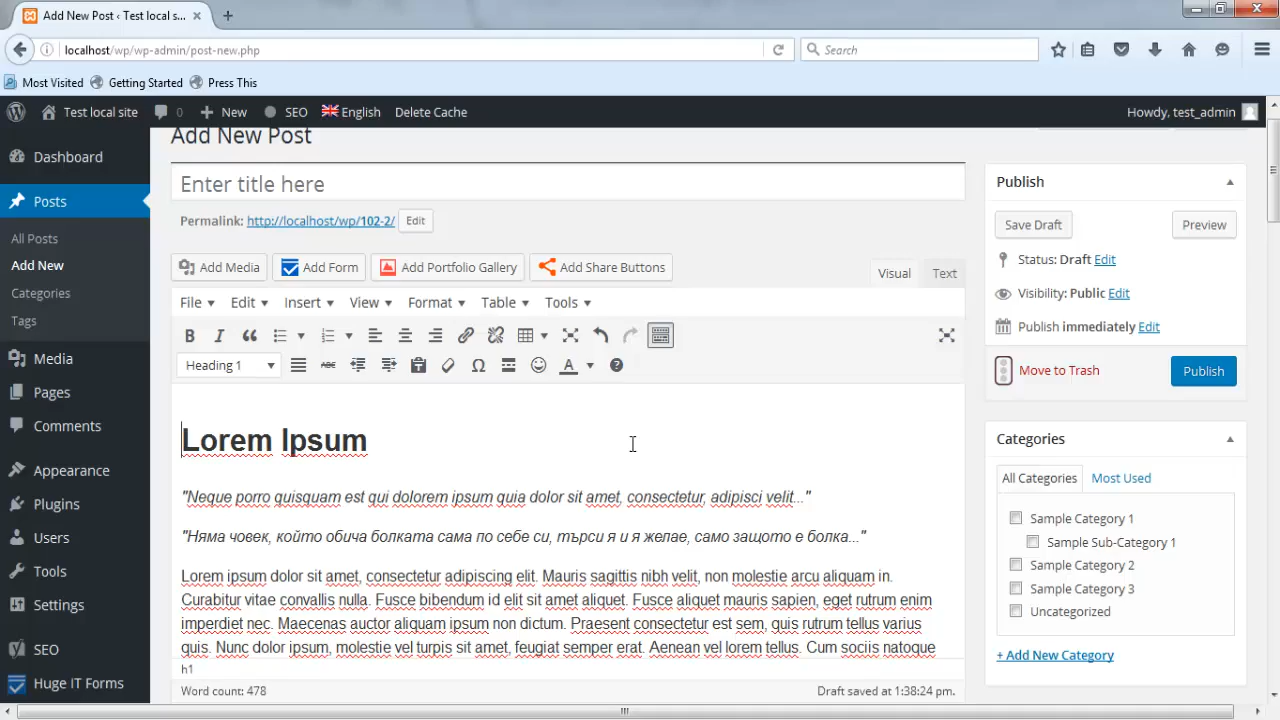 Add New Post ‹ Test local s...
localhost/wp/wp-admin/post-new.php
Search
Most Visited Getting Started Press This
Test local site 0 New SEO English Delete Cache Howdy, test_admin
Dashboard
Posts
All Posts
Add New
Categories
Tags
Media
Pages
Comments
Appearance
Plugins
Users
Tools
Settings
SEO
Huge IT Forms
Add New Post
Enter title here
Permalink: http://localhost/wp/102-2/ Edit
Add Media Add Form Add Portfolio Gallery Add Share Buttons Visual Text
File Edit Insert View Format Table Tools
Heading 1 ABC
Lorem Ipsum
"Neque porro quisquam est qui dolorem ipsum quia dolor sit amet, consectetur, adipisci velit..."
"Няма човек, който обича болката сама по себе си, търси я и я желае, само защото е болка..."
Lorem ipsum dolor sit amet, consectetur adipiscing elit. Mauris sagittis nibh velit, non molestie arcu aliquam in.
Curabitur vitae convallis nulla. Fusce bibendum id elit sit amet aliquet. Fusce aliquet mauris sapien, eget rutrum enim
imperdiet nec. Maecenas auctor aliquam ipsum non dictum. Praesent consectetur est sem, quis rutrum tellus varius
quis. Nunc dolor ipsum, molestie vel turpis sit amet, feugiat semper erat. Aenean vel lorem tellus. Cum sociis natoque
h1
Word count: 478 Draft saved at 1:38:24 pm.
Publish
Save Draft Preview
Status: Draft Edit
Visibility: Public Edit
Publish immediately Edit
Move to Trash Publish
Categories
All Categories Most Used
Sample Category 1
Sample Sub-Category 1
Sample Category 2
Sample Category 3
Uncategorized
+ Add New Category